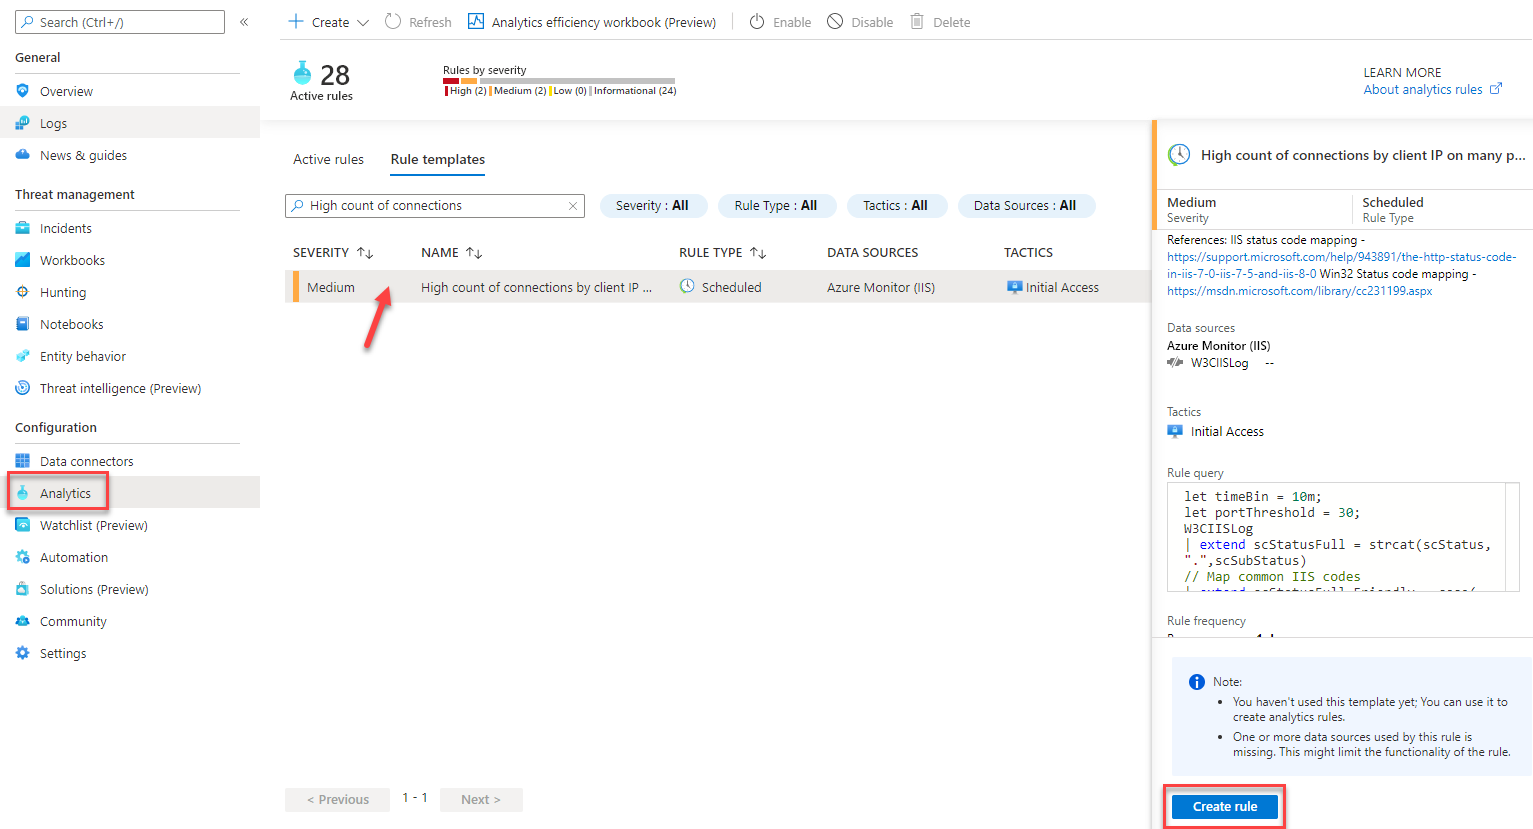 Search (Ctrl+/)
«
General
Overview
Logs
News & guides
Threat management
Incidents
Workbooks
Hunting
Notebooks
Entity behavior
Threat intelligence (Preview)
Configuration
Data connectors
Analytics
Watchlist (Preview)
Automation
Solutions (Preview)
Community
Settings
Create Refresh Analytics efficiency workbook (Preview) Enable Disable Delete
28
Active rules
Rules by severity
High (2) Medium (2) Low (0) Informational (24)
LEARN MORE
About analytics rules
Active rules Rule templates
High count of connections
Severity : All Rule Type : All Tactics : All Data Sources : All
SEVERITY NAME RULE TYPE DATA SOURCES TACTICS
Medium High count of connections by client IP ... Scheduled Azure Monitor (IIS) Initial Access
< Previous 1 - 1 Next >
High count of connections by client IP on many p...
Medium Scheduled
Severity Rule Type
References: IIS status code mapping -
https://support.microsoft.com/help/943891/the-http-status-code-
in-iis-7-0-iis-7-5-and-iis-8-0 Win32 Status code mapping -
https://msdn.microsoft.com/library/cc231199.aspx
Data sources
Azure Monitor (IIS)
W3CIISLog --
Tactics
Initial Access
Rule query
let timeBin = 10m;
let portThreshold = 30;
W3CIISLog
| extend scStatusFull = strcat(scStatus,
".",scSubStatus)
// Map common IIS codes
Rule frequency
Note:
• You haven't used this template yet; You can use it to
create analytics rules.
• One or more data sources used by this rule is
missing. This might limit the functionality of the rule.
Create rule